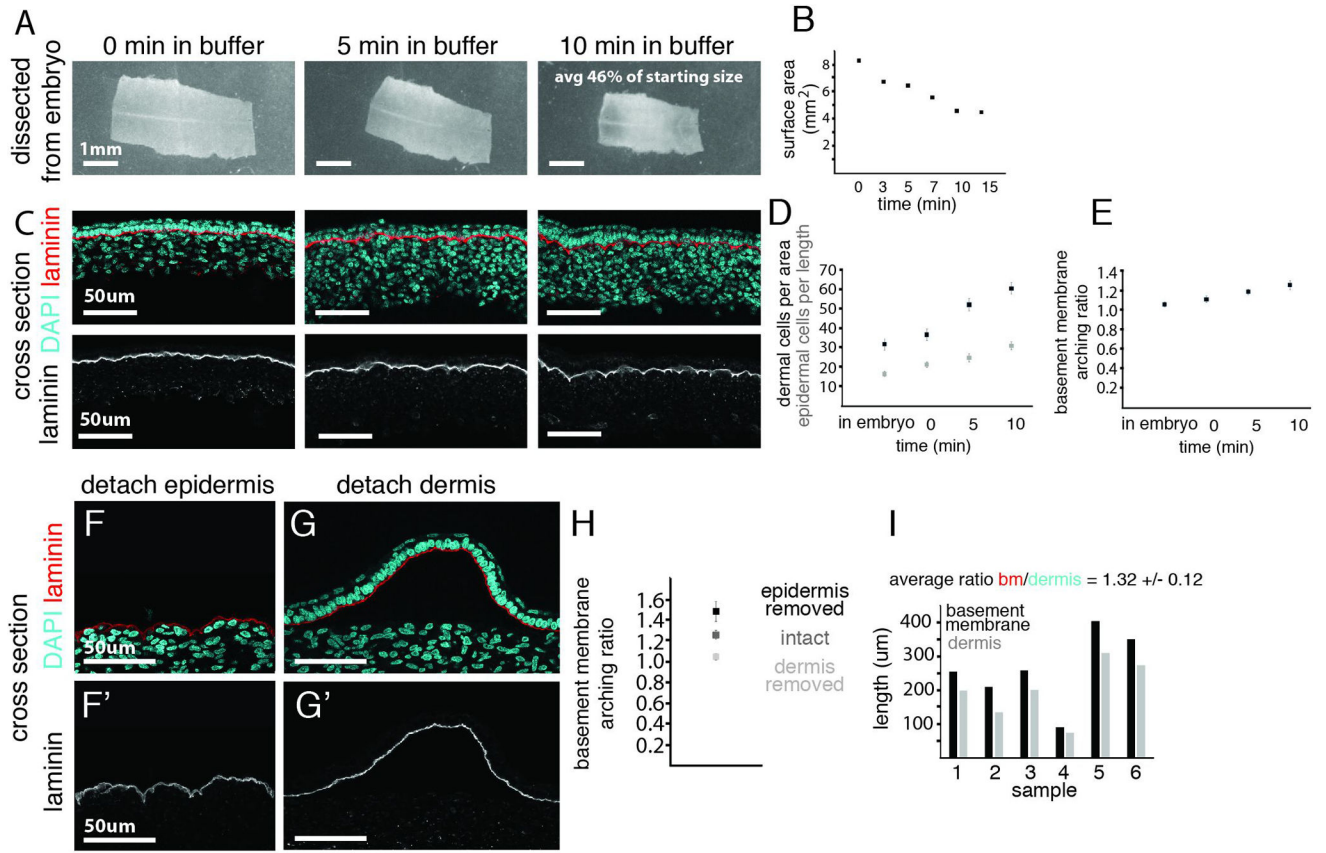 A
dissected
from embryo
0 min in buffer
5 min in buffer
10 min in buffer
1mm
avg 46% of starting size
B
surface area
(mm2)
8
6
4
2
0 3 5 7 10 15
time (min)
C
cross section
laminin DAPI laminin
50um
50um
D
dermal cells per area
epidermal cells per length
70
60
50
40
30
20
10
in embryo 0 5 10
time (min)
E
basement membrane
arching ratio
1.4
1.2
1.0
0.8
0.6
0.4
0.2
in embryo 0 5 10
time (min)
detach epidermis
detach dermis
cross section
laminin DAPI laminin
F
50um
G
F'
50um
G'
H
basement membrane
arching ratio
1.6
1.4
1.2
1.0
0.8
0.6
0.4
0.2
epidermis
removed
intact
dermis
removed
I
average ratio bm/dermis = 1.32 +/- 0.12
basement
membrane
dermis
length (um)
400
300
200
100
1 2 3 4 5 6
sample